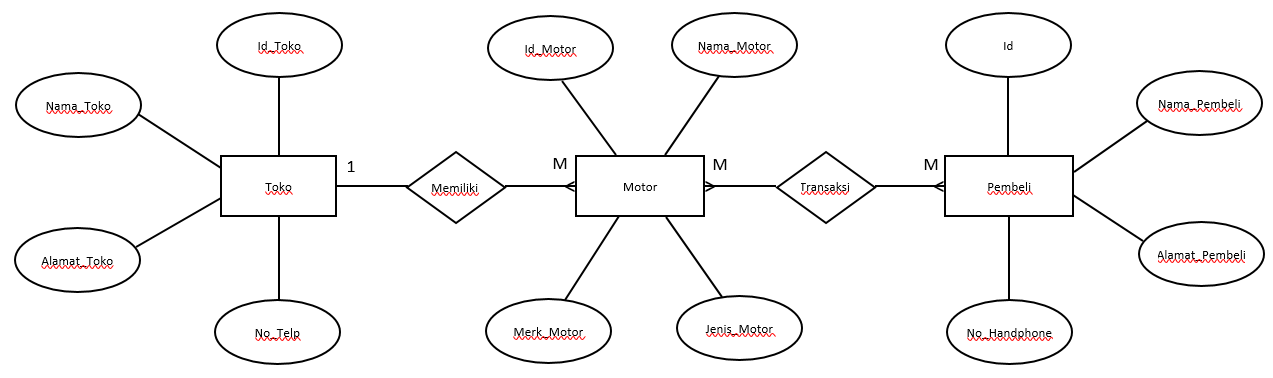 Id_Toko
Id_Motor
Nama_Motor
Id
Nama_Toko
Nama_Pembeli
1
M
M
M
Toko
Memiliki
Motor
Transaksi
Pembeli
Alamat_Toko
Alamat_Pembeli
No_Telp
Merk_Motor
Jenis_Motor
No_Handphone